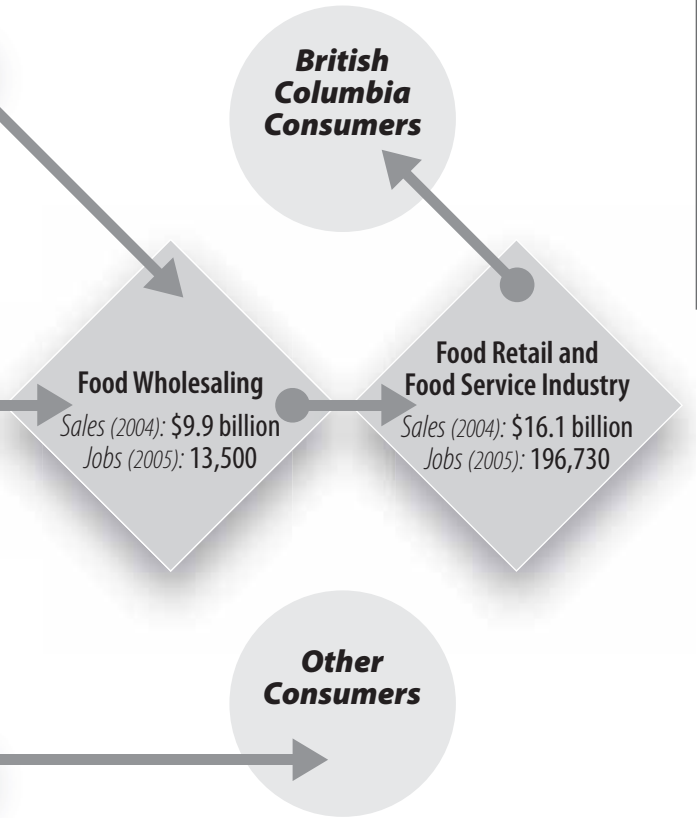 British
Columbia
Consumers
Food Wholesaling
Sales (2004): $9.9 billion
Jobs (2005): 13,500
Food Retail and
Food Service Industry
Sales (2004): $16.1 billion
Jobs (2005): 196,730
Other
Consumers